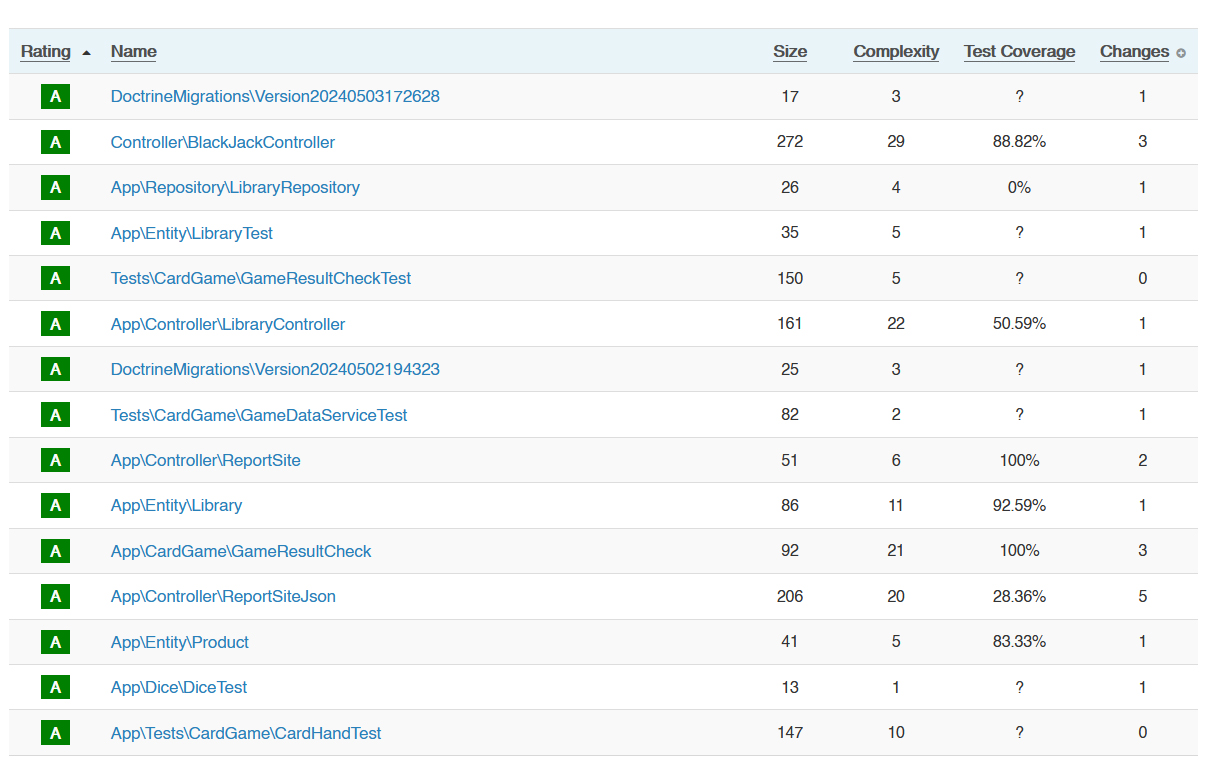 Rating Name Size Complexity Test Coverage Changes
A DoctrineMigrations\Version20240503172628 17 3 ? 1
A Controller\BlackJackController 272 29 88.82% 3
A App\Repository\LibraryRepository 26 4 0% 1
A App\Entity\LibraryTest 35 5 ? 1
A Tests\CardGame\GameResultCheckTest 150 5 ? 0
A App\Controller\LibraryController 161 22 50.59% 1
A DoctrineMigrations\Version20240502194323 25 3 ? 1
A Tests\CardGame\GameDataServiceTest 82 2 ? 1
A App\Controller\ReportSite 51 6 100% 2
A App\Entity\Library 86 11 92.59% 1
A App\CardGame\GameResultCheck 92 21 100% 3
A App\Controller\ReportSiteJson 206 20 28.36% 5
A App\Entity\Product 41 5 83.33% 1
A App\Dice\DiceTest 13 1 ? 1
A App\Tests\CardGame\CardHandTest 147 10 ? 0